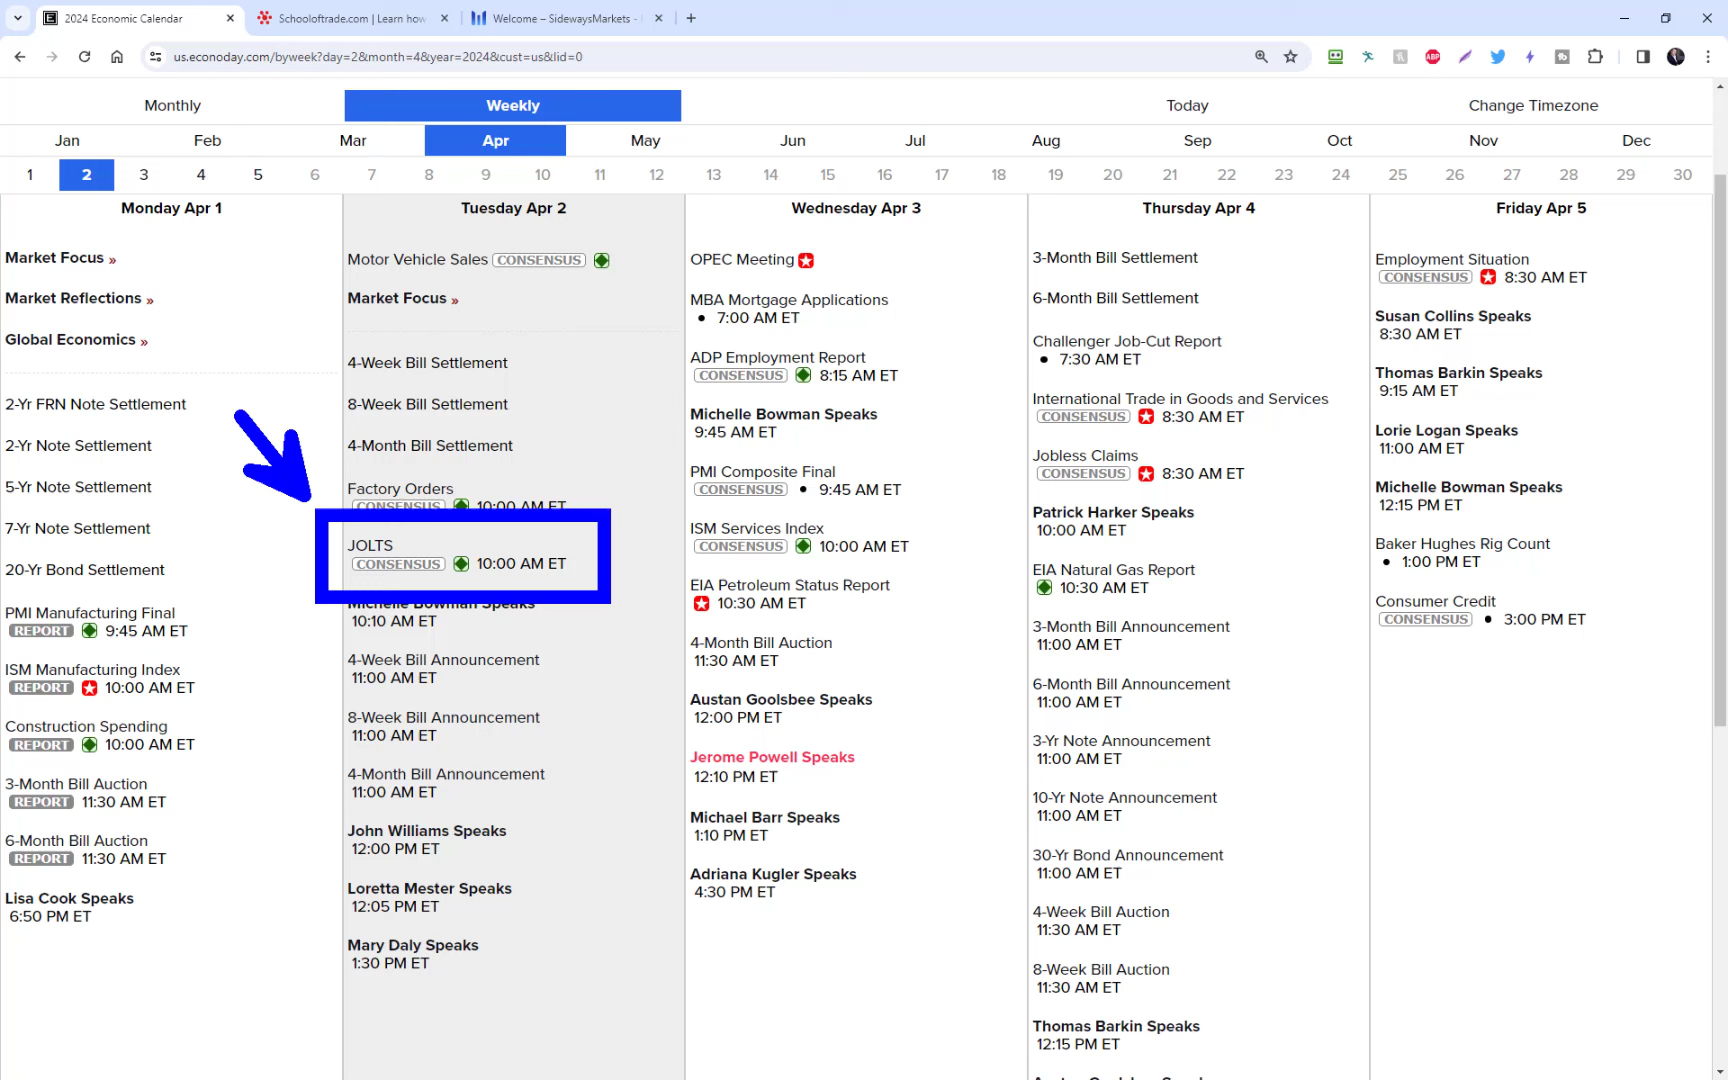 2024 Economic Calendar
Schooloftrade.com | Learn how
Welcome – SidewaysMarkets -
us.econoday.com/byweek?day=2&month=4&year=2024&cust=us&lid=0
ABP
Monthly
Weekly
Today
Change Timezone
Jan Feb Mar Apr May Jun Jul Aug Sep Oct Nov Dec
1 2 3 4 5 6 7 8 9 10 11 12 13 14 15 16 17 18 19 20 21 22 23 24 25 26 27 28 29 30
Monday Apr 1
Market Focus »
Market Reflections »
Global Economics »
2-Yr FRN Note Settlement
2-Yr Note Settlement
5-Yr Note Settlement
7-Yr Note Settlement
20-Yr Bond Settlement
PMI Manufacturing Final
REPORT 9:45 AM ET
ISM Manufacturing Index
REPORT 10:00 AM ET
Construction Spending
REPORT 10:00 AM ET
3-Month Bill Auction
REPORT 11:30 AM ET
6-Month Bill Auction
REPORT 11:30 AM ET
Lisa Cook Speaks
6:50 PM ET
Tuesday Apr 2
Motor Vehicle Sales CONSENSUS
Market Focus »
4-Week Bill Settlement
8-Week Bill Settlement
4-Month Bill Settlement
Factory Orders
CONSENSUS 10:00 AM ET
JOLTS
CONSENSUS 10:00 AM ET
Michelle Bowman Speaks
10:10 AM ET
4-Week Bill Announcement
11:00 AM ET
8-Week Bill Announcement
11:00 AM ET
4-Month Bill Announcement
11:00 AM ET
John Williams Speaks
12:00 PM ET
Loretta Mester Speaks
12:05 PM ET
Mary Daly Speaks
1:30 PM ET
Wednesday Apr 3
OPEC Meeting
MBA Mortgage Applications
• 7:00 AM ET
ADP Employment Report
CONSENSUS 8:15 AM ET
Michelle Bowman Speaks
9:45 AM ET
PMI Composite Final
CONSENSUS • 9:45 AM ET
ISM Services Index
CONSENSUS 10:00 AM ET
EIA Petroleum Status Report
10:30 AM ET
4-Month Bill Auction
11:30 AM ET
Austan Goolsbee Speaks
12:00 PM ET
Jerome Powell Speaks
12:10 PM ET
Michael Barr Speaks
1:10 PM ET
Adriana Kugler Speaks
4:30 PM ET
Thursday Apr 4
3-Month Bill Settlement
6-Month Bill Settlement
Challenger Job-Cut Report
• 7:30 AM ET
International Trade in Goods and Services
CONSENSUS 8:30 AM ET
Jobless Claims
CONSENSUS 8:30 AM ET
Patrick Harker Speaks
10:00 AM ET
EIA Natural Gas Report
10:30 AM ET
3-Month Bill Announcement
11:00 AM ET
6-Month Bill Announcement
11:00 AM ET
3-Yr Note Announcement
11:00 AM ET
10-Yr Note Announcement
11:00 AM ET
30-Yr Bond Announcement
11:00 AM ET
4-Week Bill Auction
11:30 AM ET
8-Week Bill Auction
11:30 AM ET
Thomas Barkin Speaks
12:15 PM ET
Friday Apr 5
Employment Situation
CONSENSUS 8:30 AM ET
Susan Collins Speaks
8:30 AM ET
Thomas Barkin Speaks
9:15 AM ET
Lorie Logan Speaks
11:00 AM ET
Michelle Bowman Speaks
12:15 PM ET
Baker Hughes Rig Count
• 1:00 PM ET
Consumer Credit
CONSENSUS • 3:00 PM ET